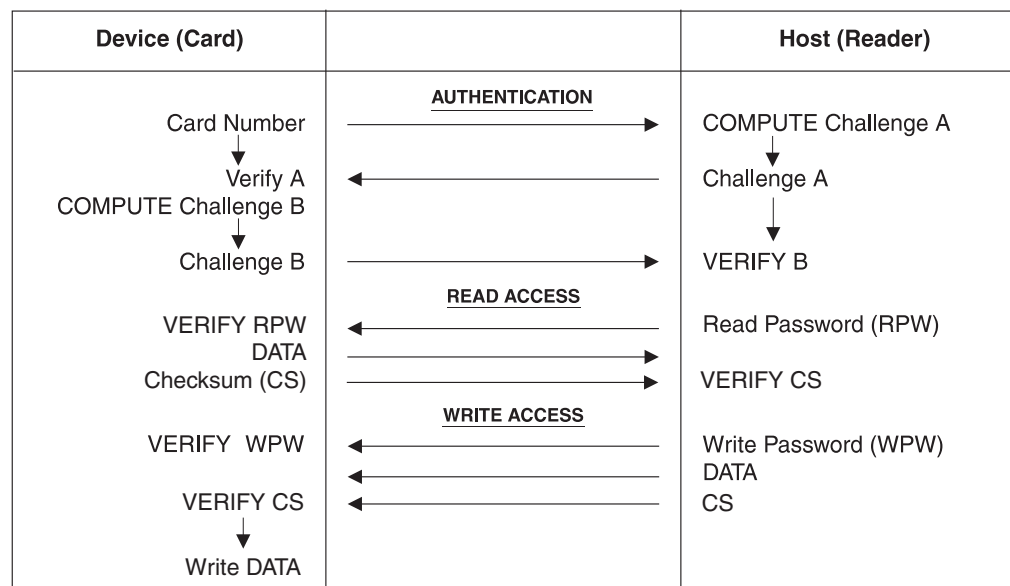 Device (Card) Host (Reader)
AUTHENTICATION
Card Number COMPUTE Challenge A
Verify A Challenge A
COMPUTE Challenge B
Challenge B VERIFY B
READ ACCESS
VERIFY RPW Read Password (RPW)
DATA
Checksum (CS) VERIFY CS
WRITE ACCESS
VERIFY WPW Write Password (WPW)
DATA
VERIFY CS CS
Write DATA